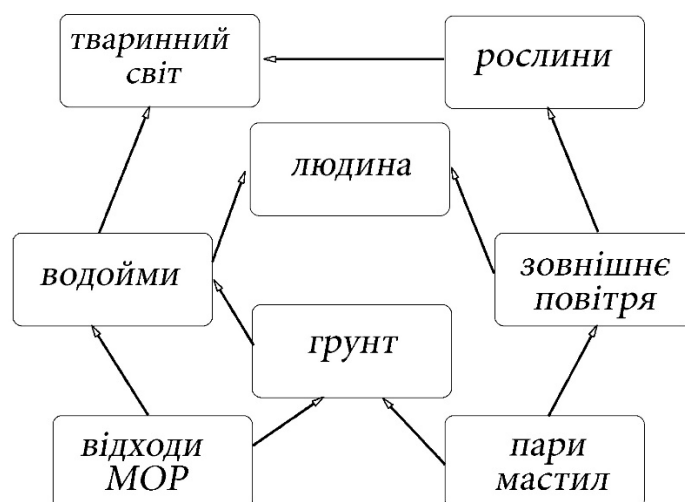 тваринний
світ
рослини
людина
водойми
зовнішнє
повітря
грунт
відходи
МОР
пари
мастил